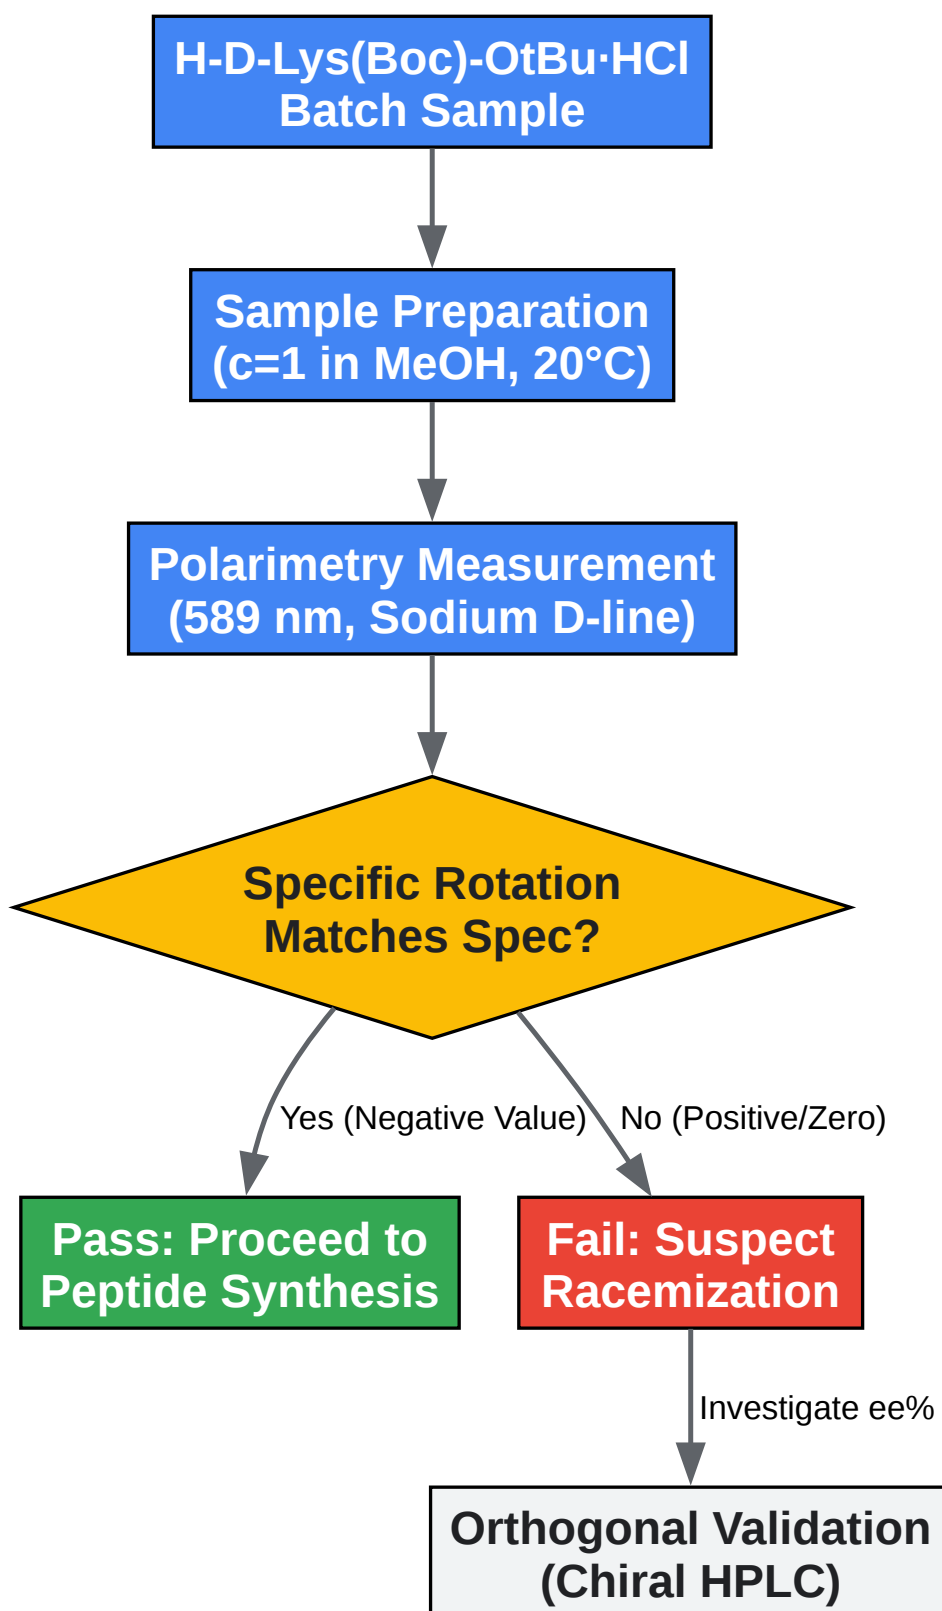 H-D-Lys(Boc)-OtBu·HCl
Batch Sample
Sample Preparation
(c=1 in MeOH, 20°C)
Polarimetry Measurement
(589 nm, Sodium D-line)
Specific Rotation
Matches Spec?
Yes (Negative Value)
No (Positive/Zero)
Pass: Proceed to
Peptide Synthesis
Fail: Suspect
Racemization
Investigate ee%
Orthogonal Validation
(Chiral HPLC)